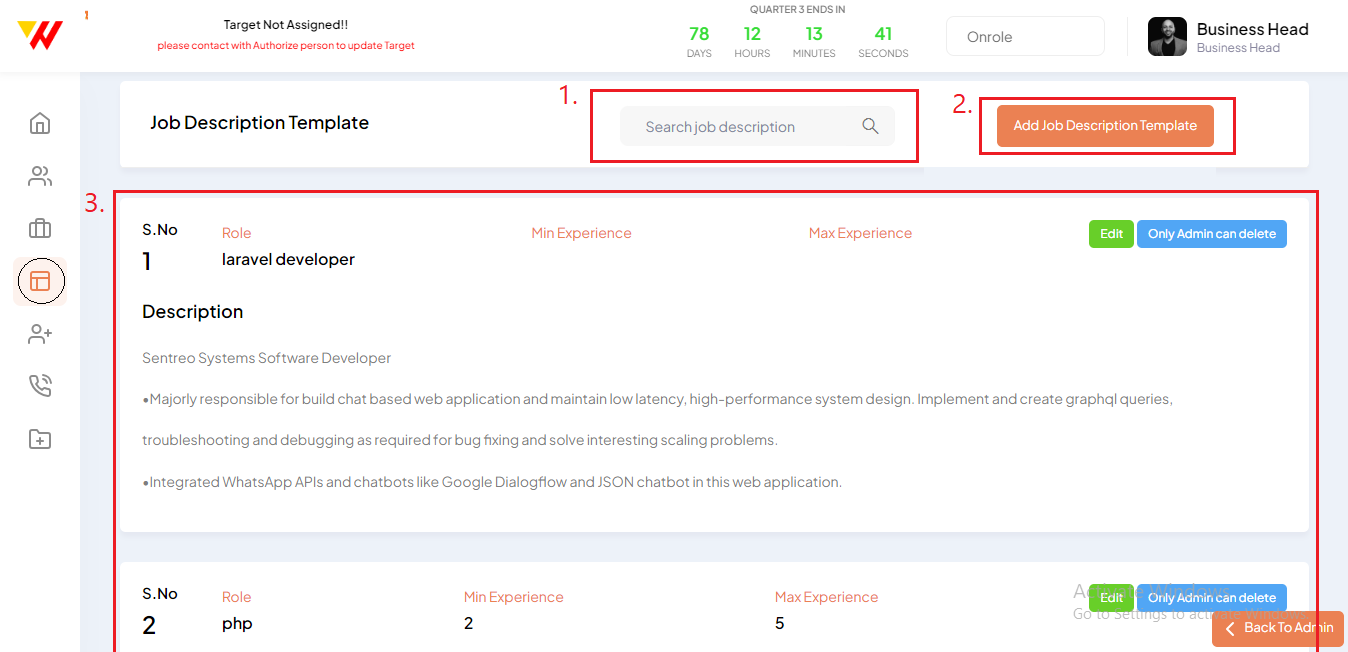 1
Target Not Assigned!!
please contact with Authorize person to update Target
QUARTER 3 ENDS IN
78 12 13 41
DAYS HOURS MINUTES SECONDS
Onrole
Business Head
Business Head
1.
2.
Job Description Template
Search job description
Add Job Description Template
3.
S.No Role Min Experience Max Experience Edit Only Admin can delete
1 laravel developer
Description
Sentreo Systems Software Developer
•Majorly responsible for build chat based web application and maintain low latency, high-performance system design. Implement and create graphql queries,
troubleshooting and debugging as required for bug fixing and solve interesting scaling problems.
•Integrated WhatsApp APIs and chatbots like Google Dialogflow and JSON chatbot in this web application.
S.No Role Min Experience Max Experience Edit Only Admin can delete
2 php 2 5
Activate Windows
Go to Settings to activate Windows.
Back To Admin